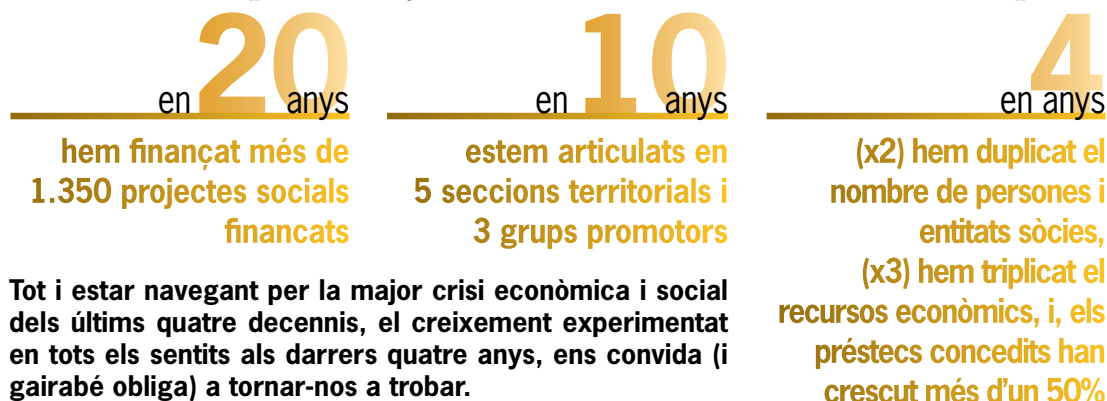 en 20 anys
hem finançat més de
1.350 projectes socials
financats
en 10 anys
estem articulats en
5 seccions territorials i
3 grups promotors
4
en anys
(x2) hem duplicat el
nombre de persones i
entitats sòcies,
(x3) hem triplicat el
recursos econòmics, i, els
préstecs concedits han
crescut més d'un 50%
Tot i estar navegant per la major crisi econòmica i social
dels últims quatre decennis, el creixement experimentat
en tots els sentits als darrers quatre anys, ens convida (i
gairabé obliga) a tornar-nos a trobar.